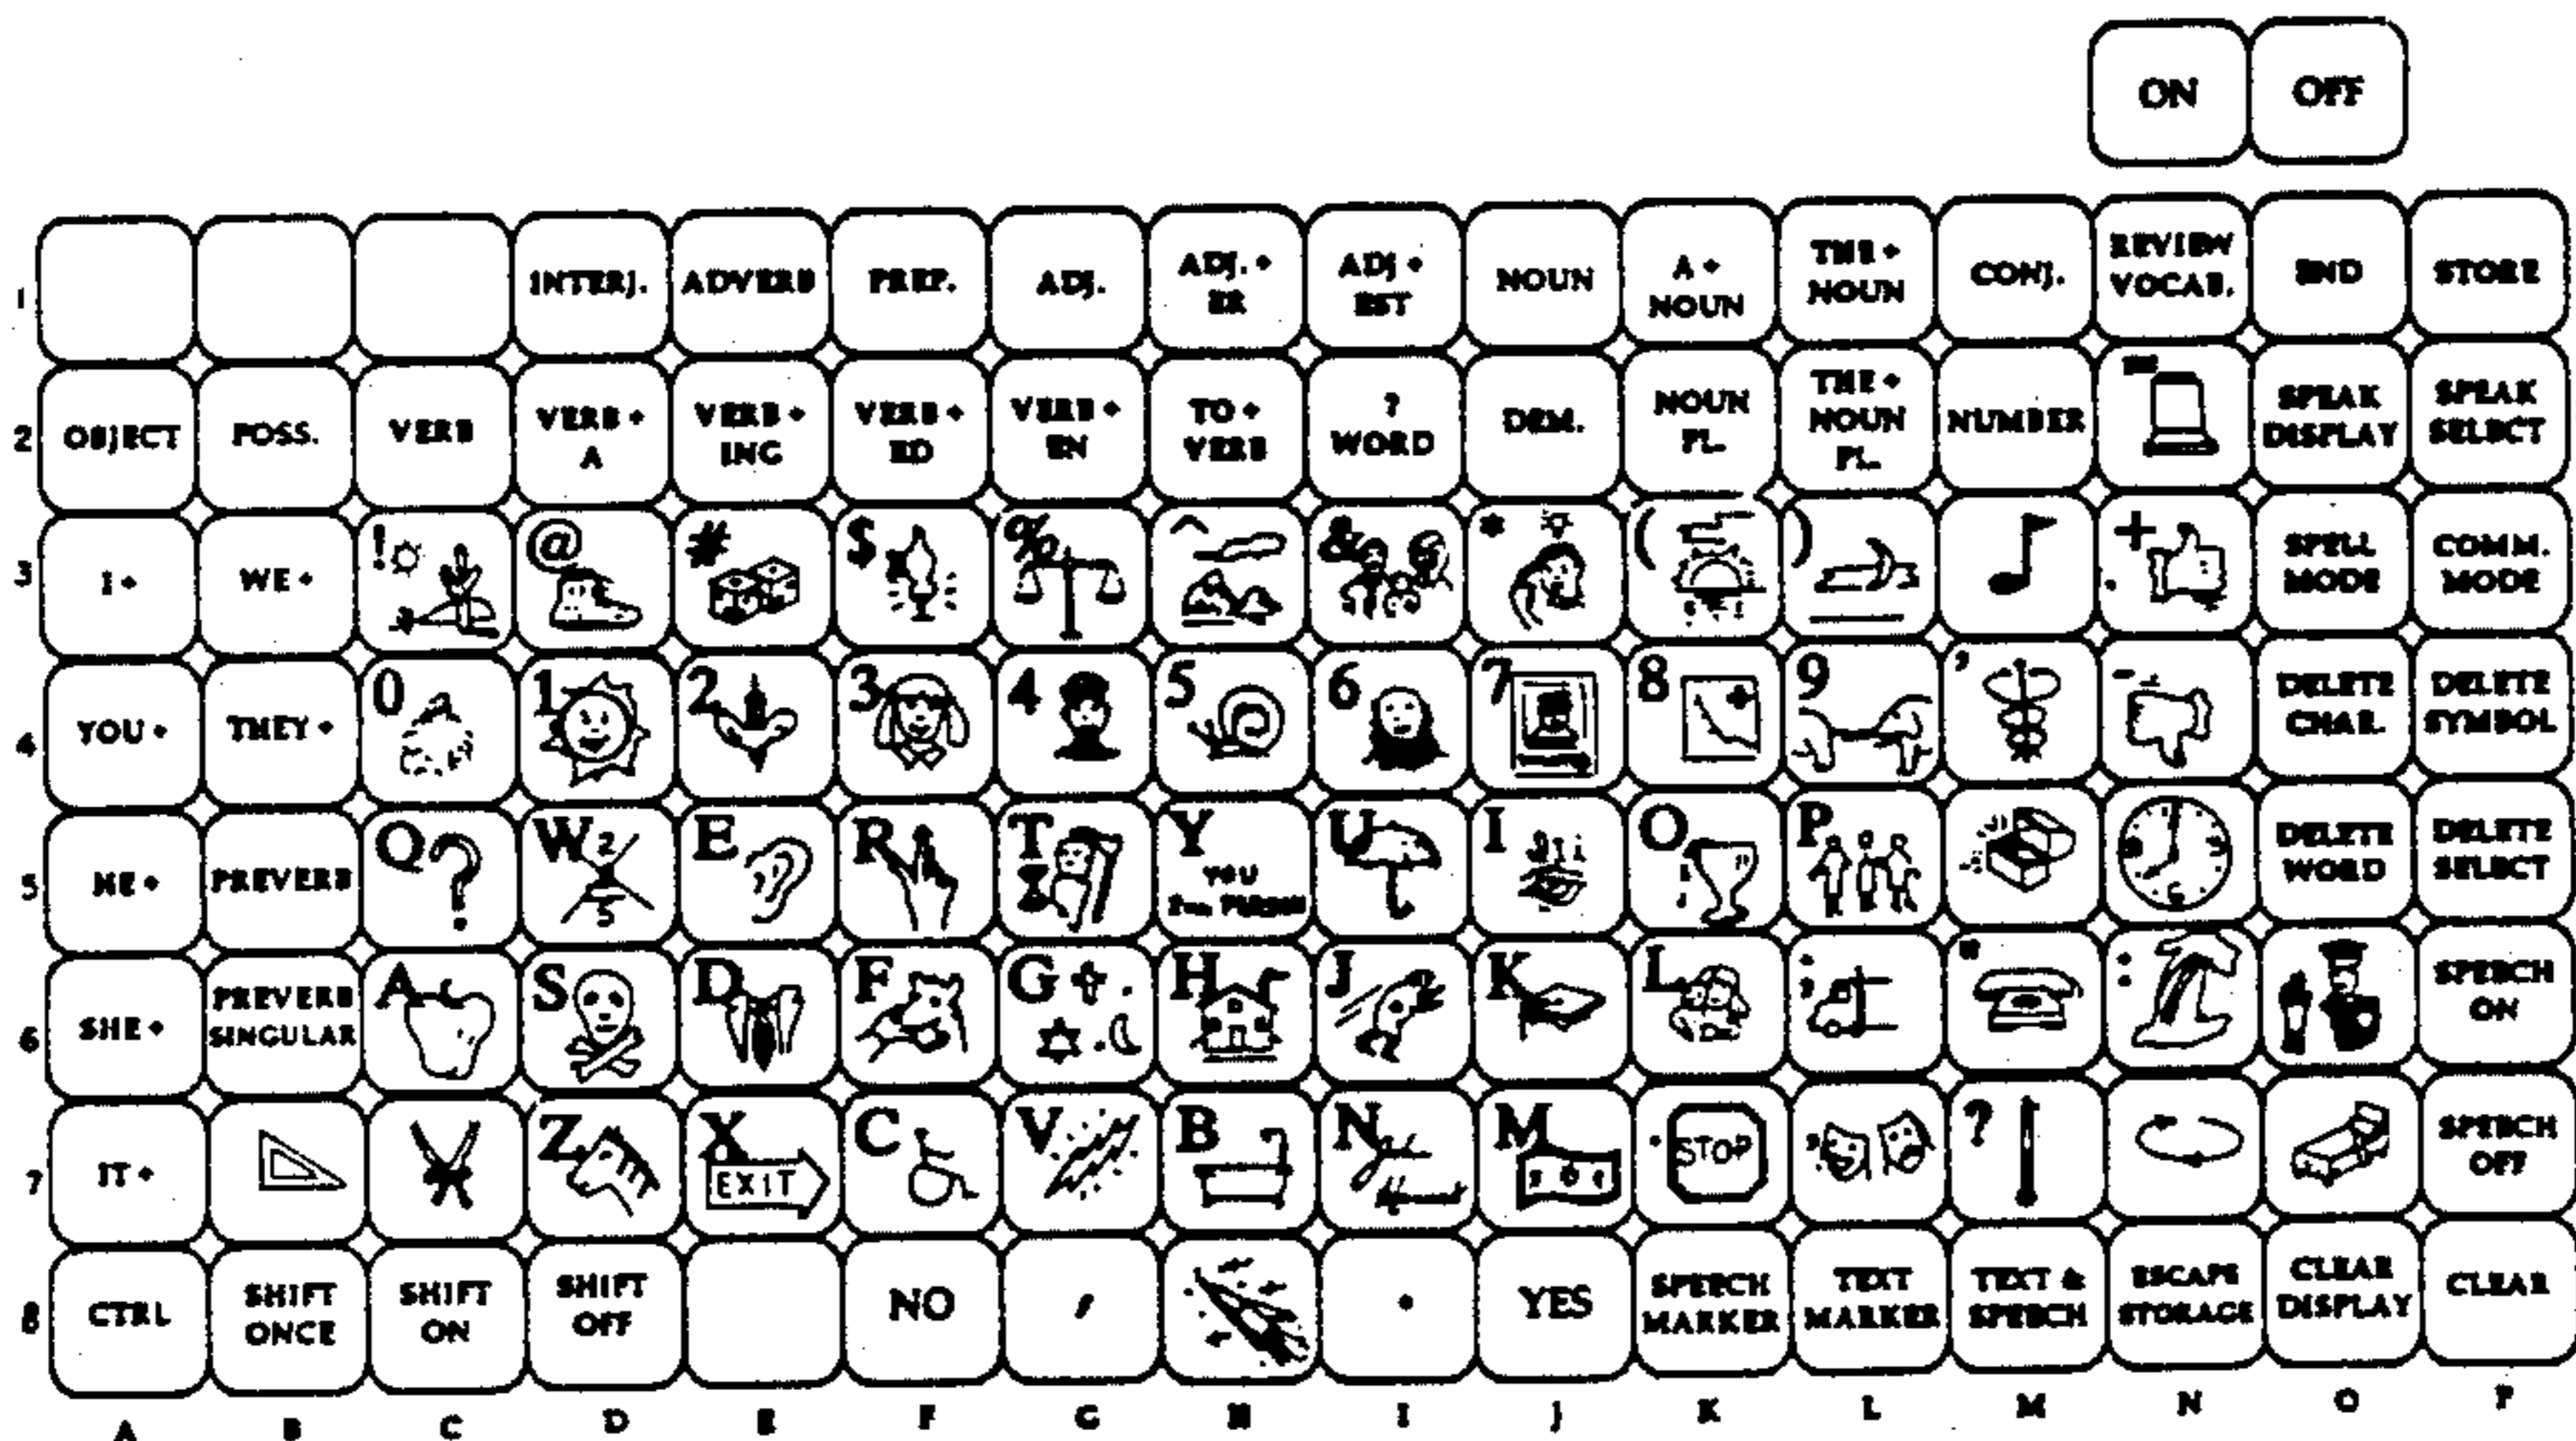 ON OFF
INTERJ. ADVERB PREP. ADJ. ADJ. + ER ADJ + EST NOUN A + NOUN THE + NOUN CONJ. REVIEW VOCAB. END STORE
1
OBJECT POSS. VERB VERB + A VERB + ING VERB + ED VERB + EN TO + VERB ? WORD DEM. NOUN PL. THE + NOUN PL. NUMBER SPEAK DISPLAY SPEAK SELECT
2
I + WE + ! @ # $ % ^ & * ( ) + SPELL MODE COMM. MODE
3
YOU + THEY + 0 1 2 3 4 5 6 7 8 9 ' - DELETE CHAR. DELETE SYMBOL
4
HE + PREVERB Q ? W 2 5 E R T Y YOU 2ND PERSON U I O P DELETE WORD DELETE SELECT
5
SHE + PREVERB SINGULAR A S D F G H J K L ; " : SPEECH ON
6
IT + Z X EXIT C V B N M . STOP , ? SPEECH OFF
7
CTRL SHIFT ONCE SHIFT ON SHIFT OFF NO , . YES SPEECH MARKER TEXT MARKER TEXT & SPEECH ESCAPE STORAGE CLEAR DISPLAY CLEAR
8
A B C D E F G H I J K L M N O P